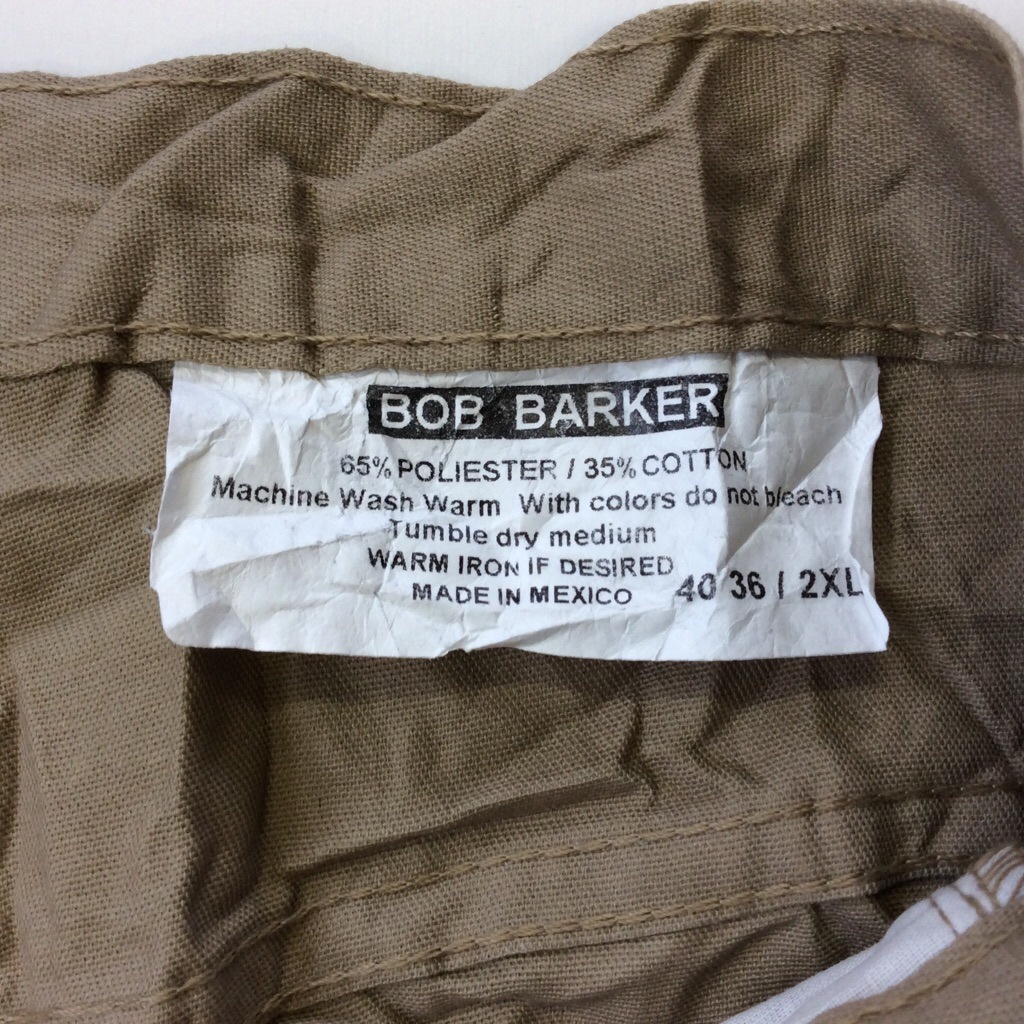 BOB BARKER
65% POLIESTER / 35% COTTON
Machine Wash Warm With colors do not bleach
Tumble dry medium
WARM IRON IF DESIRED
MADE IN MEXICO 40 36 / 2XL